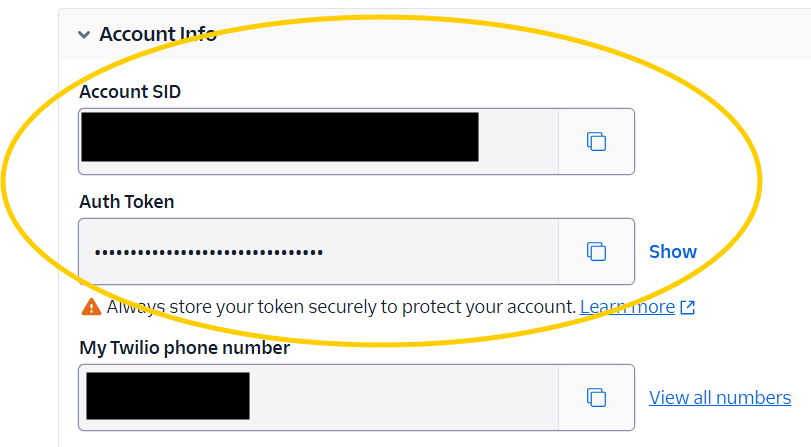 Account Info
Account SID
Auth Token
••••••••••••••••••••••••••••••••
Show
Always store your token securely to protect your account. Learn more
My Twilio phone number
View all numbers